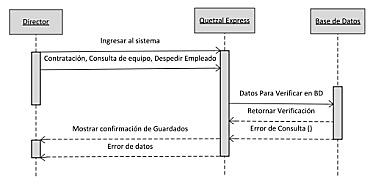 Director
Quetzal Express
Base de Datos
Ingresar al sistema
Contratación, Consulta de equipo, Despedir Empleado
Datos Para Verificar en BD
Retornar Verificación
Error de Consulta ()
Mostrar confirmación de Guardados
Error de datos